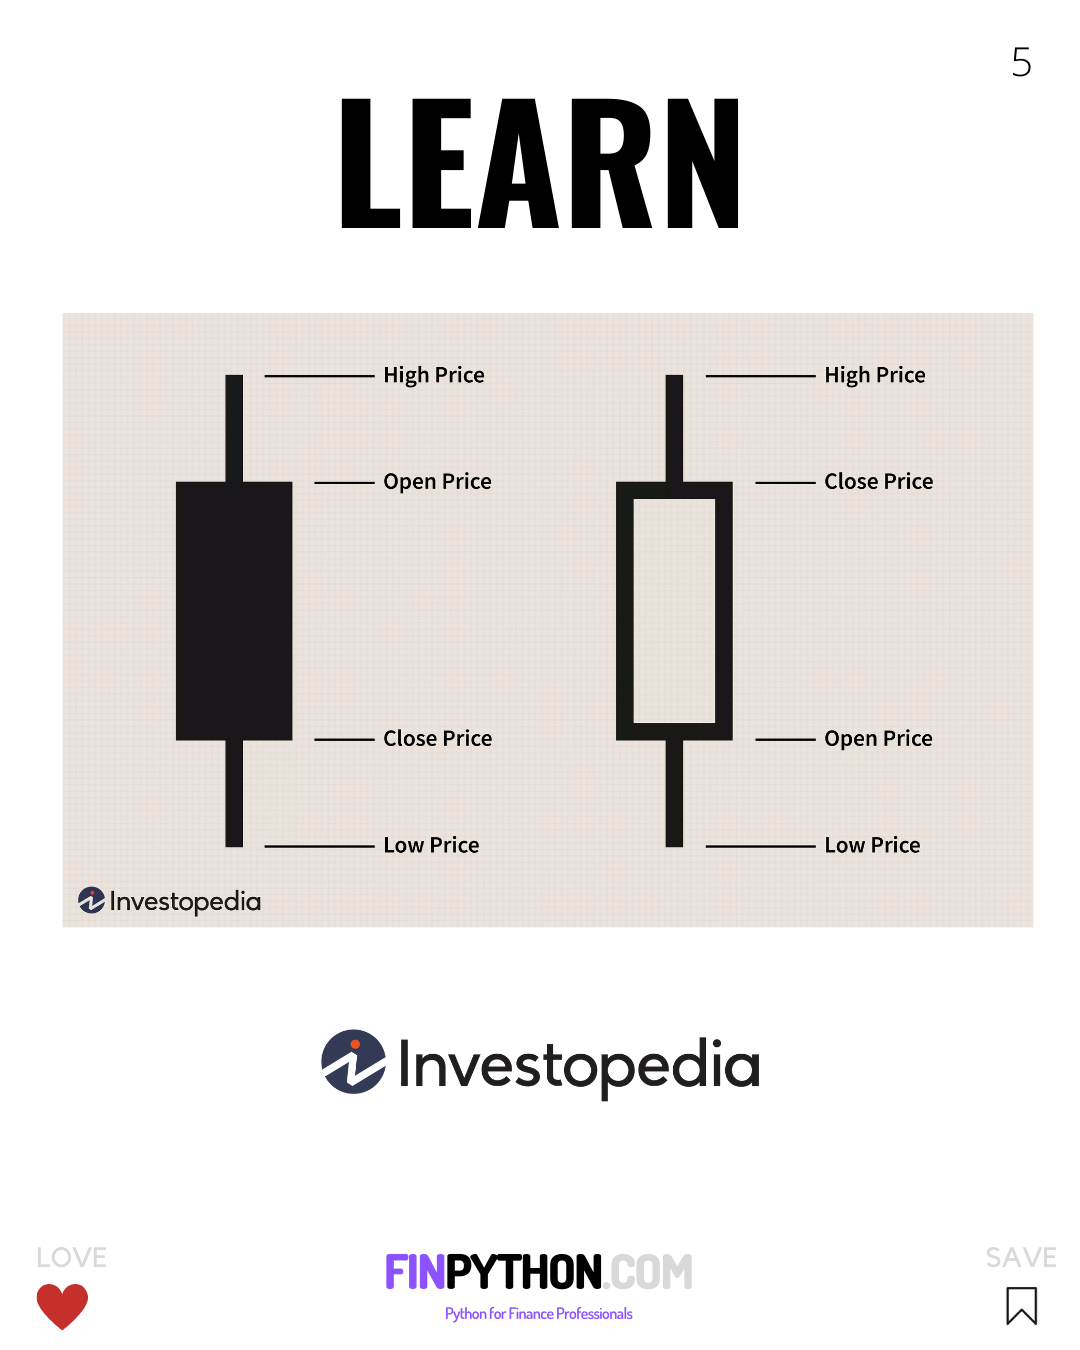 5
LEARN
High Price
High Price
Open Price
Close Price
Close Price
Open Price
Low Price
Low Price
Investopedia
Investopedia
LOVE
FINPYTHON.COM
SAVE
Python for Finance Professionals